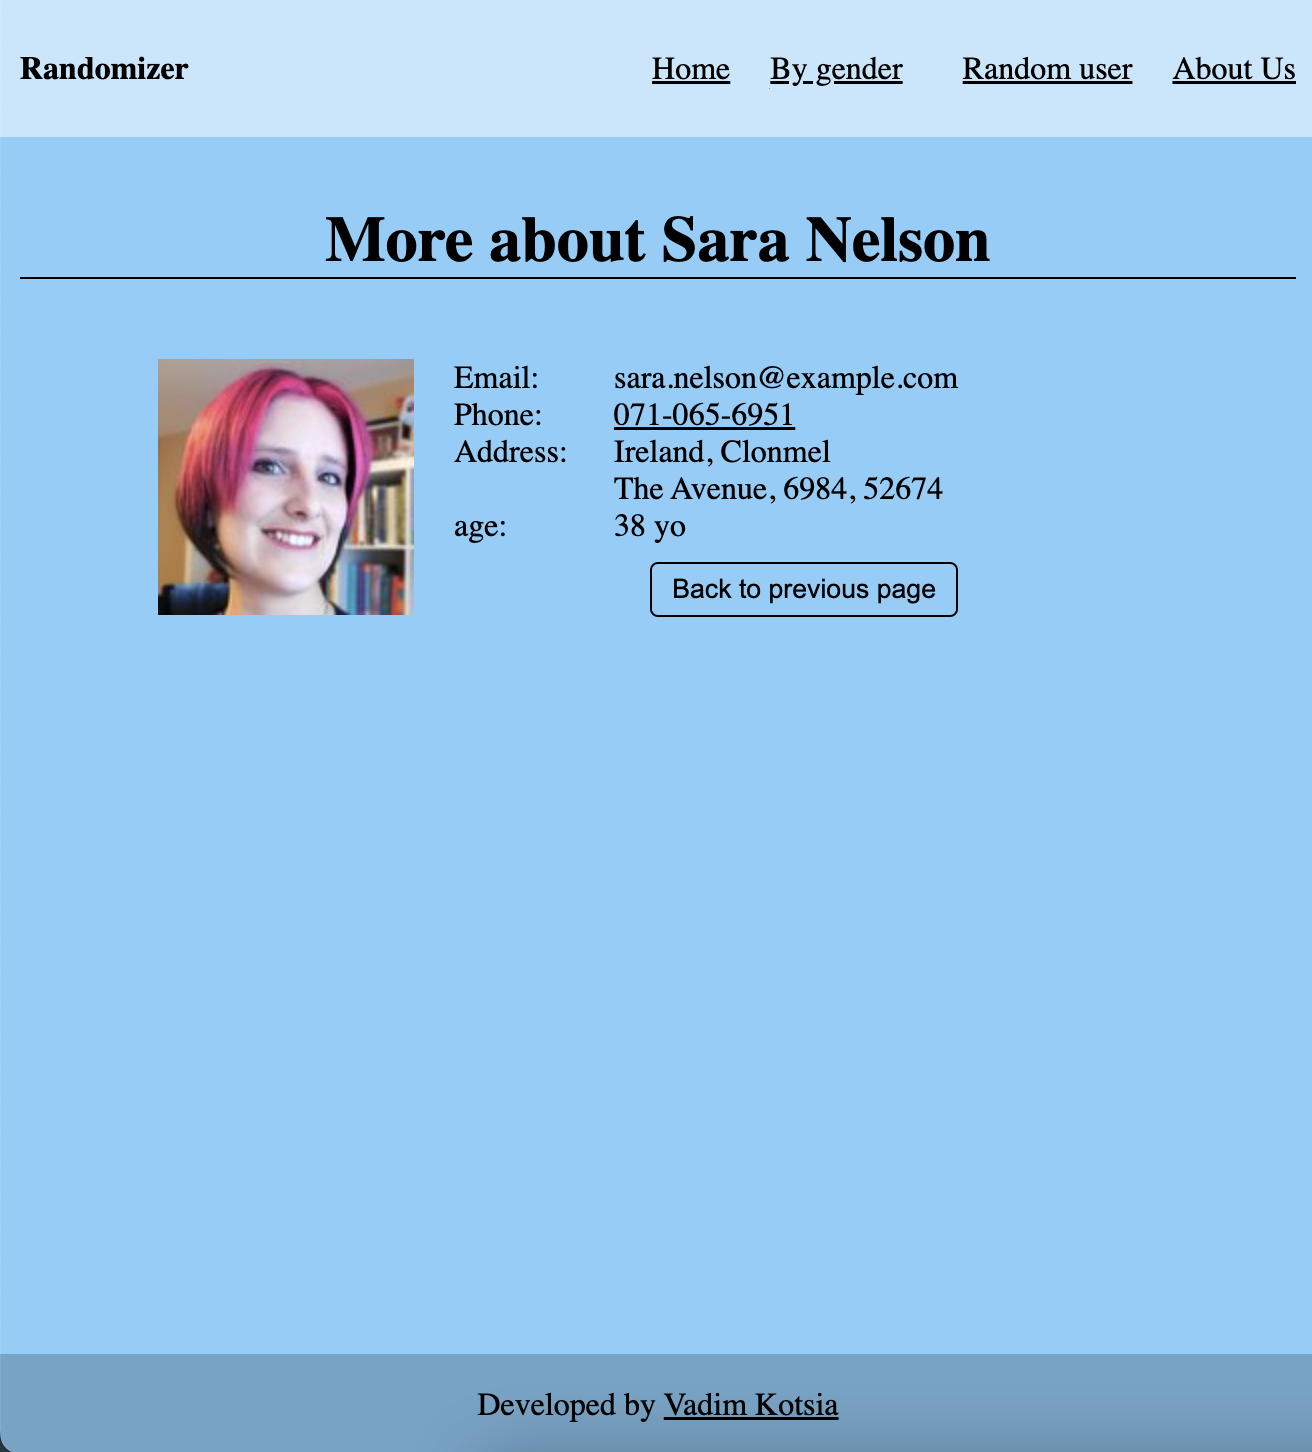 Randomizer Home By gender Random user About Us
More about Sara Nelson
Email: sara.nelson@example.com
Phone: 071-065-6951
Address: Ireland, Clonmel
The Avenue, 6984, 52674
age: 38 yo
Back to previous page
Developed by Vadim Kotsia